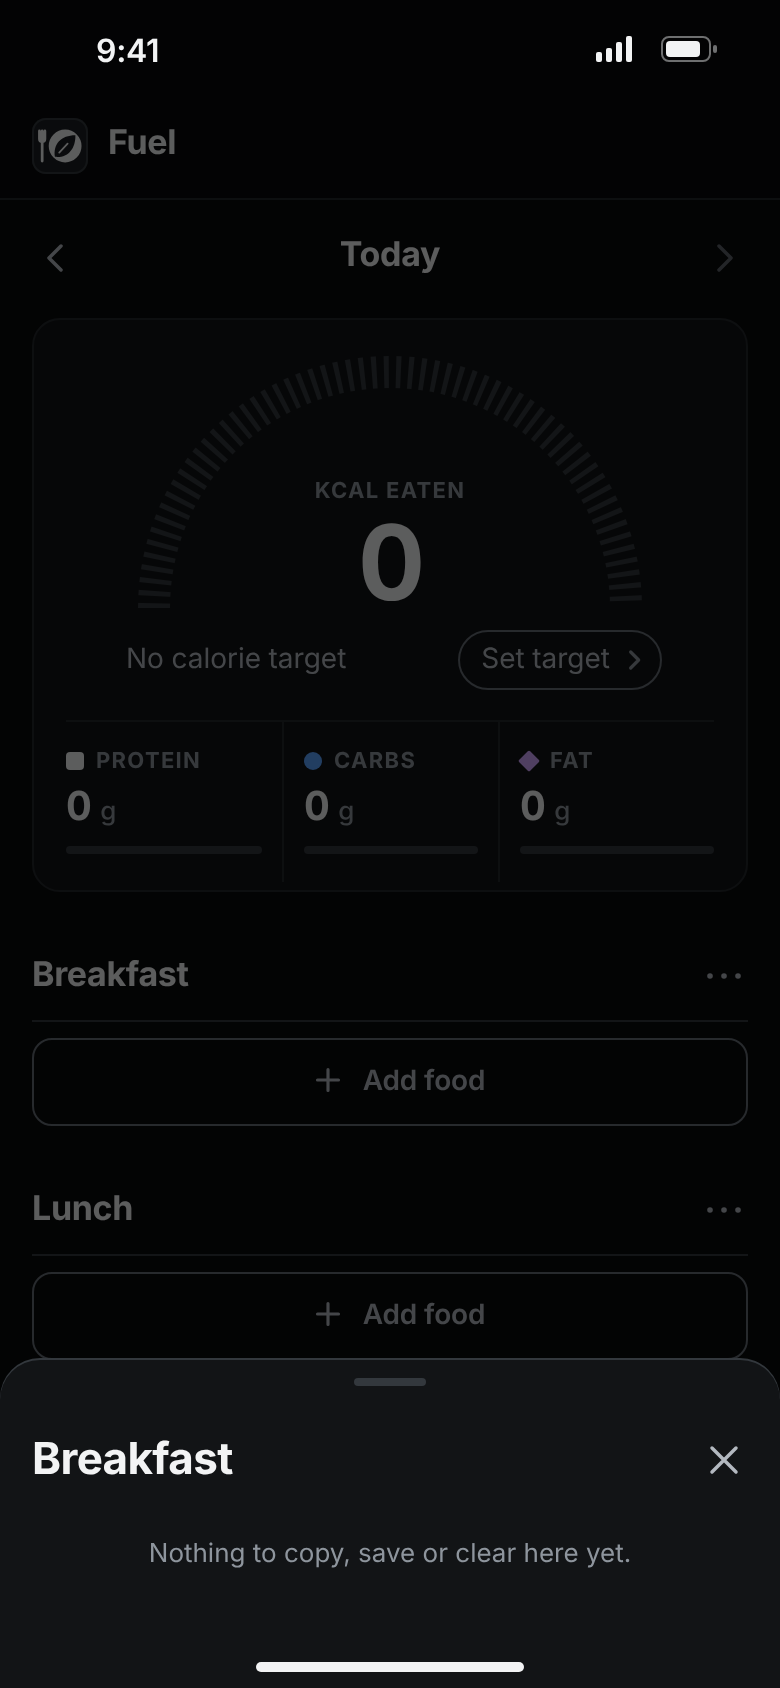 9:41
Fuel
Today
KCAL EATEN
0
No calorie target
Set target
PROTEIN
CARBS
FAT
0 g
0 g
0 g
Breakfast
Add food
Lunch
Add food
Breakfast
Nothing to copy, save or clear here yet.